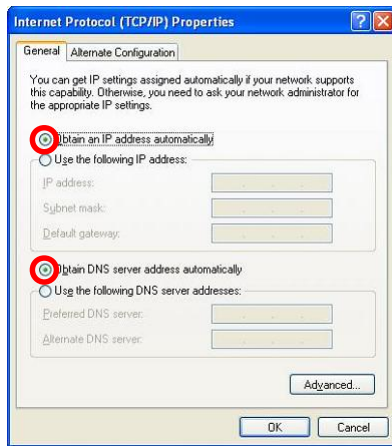 Internet Protocol (TCP/IP) Properties
General
Alternate Configuration
You can get IP settings assigned automatically if your network supports
this capability. Otherwise, you need to ask your network administrator for
the appropriate IP settings.
Obtain an IP address automatically
Use the following IP address:
IP address:
Subnet mask:
Default gateway:
Obtain DNS server address automatically
Use the following DNS server addresses:
Preferred DNS server:
Alternate DNS server:
Advanced...
OK
Cancel